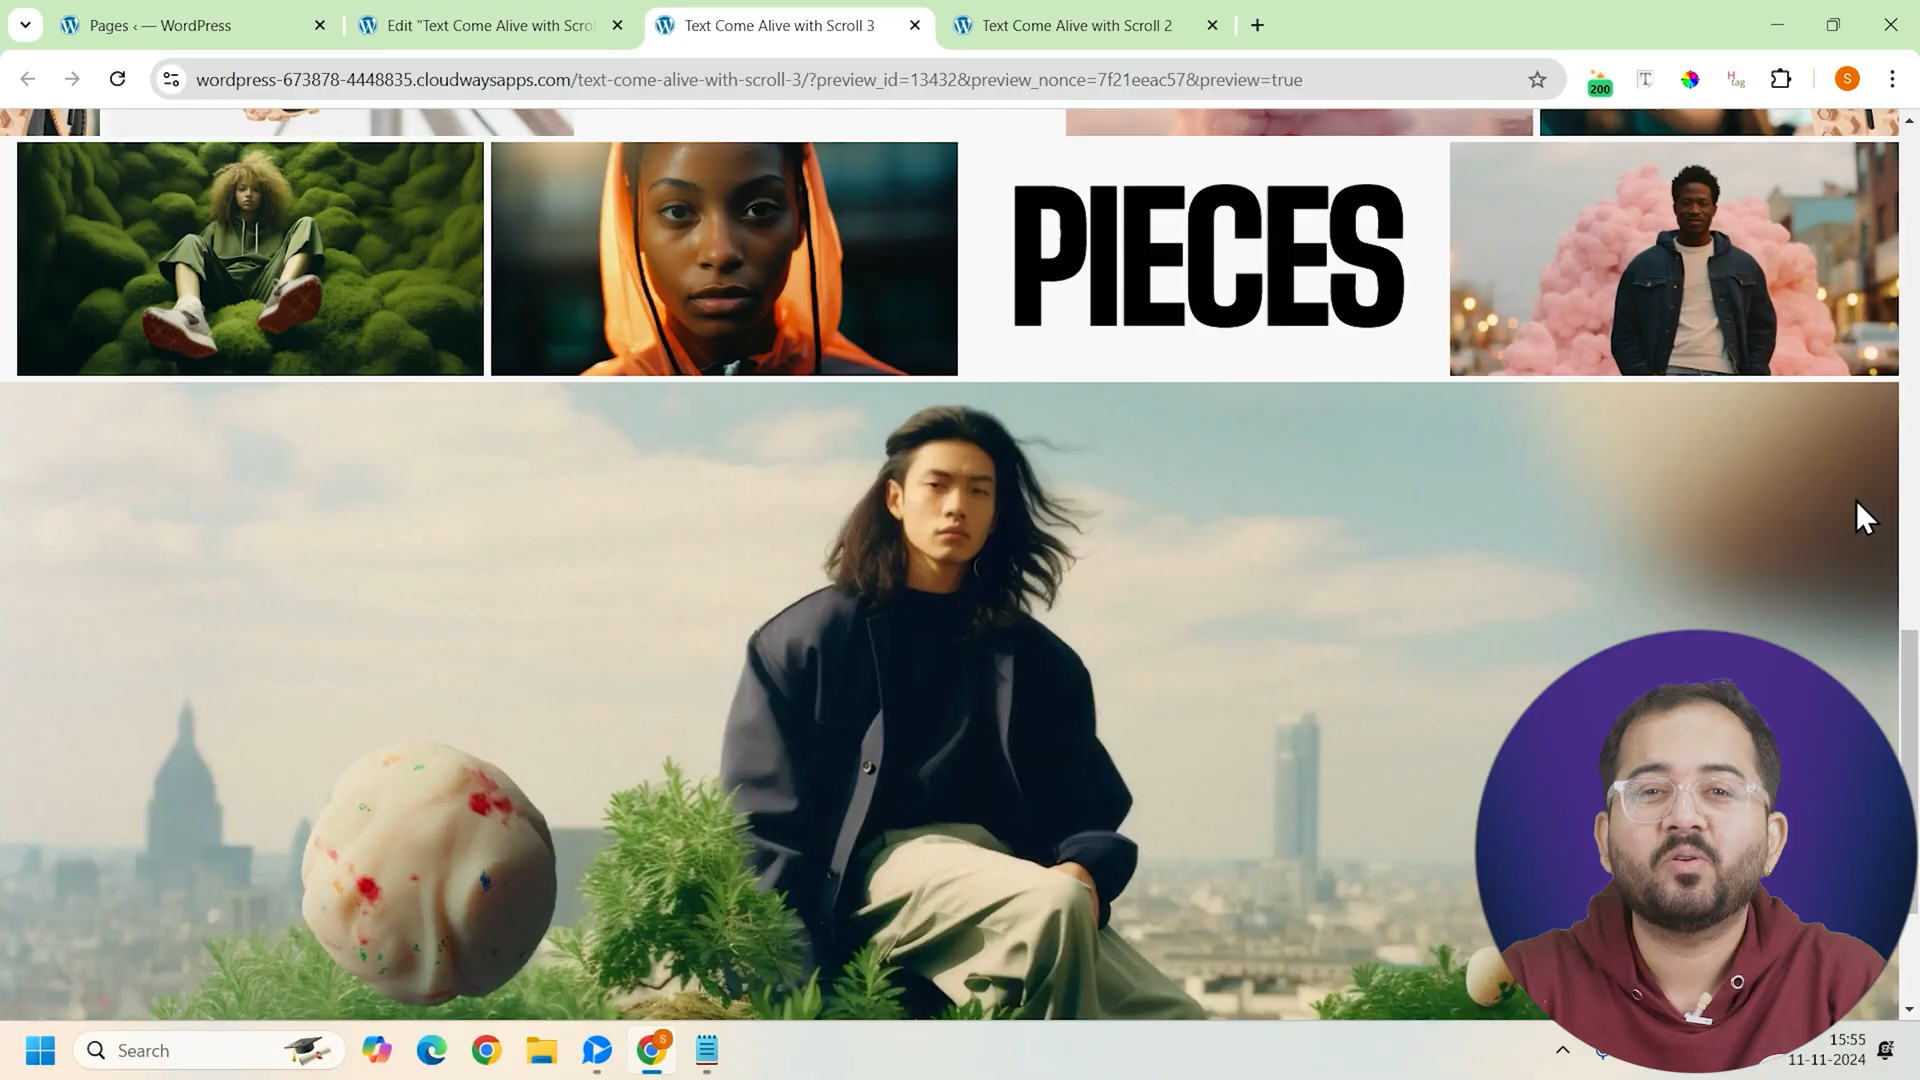 Pages ‹ — WordPress
Edit "Text Come Alive with Scro
Text Come Alive with Scroll 3
Text Come Alive with Scroll 2
wordpress-673878-4448835.cloudwaysapps.com/text-come-alive-with-scroll-3/?preview_id=13432&preview_nonce=7f21eeac57&preview=true
200
T
H
tag
S
PIECES
Search
S
15:55
11-11-2024